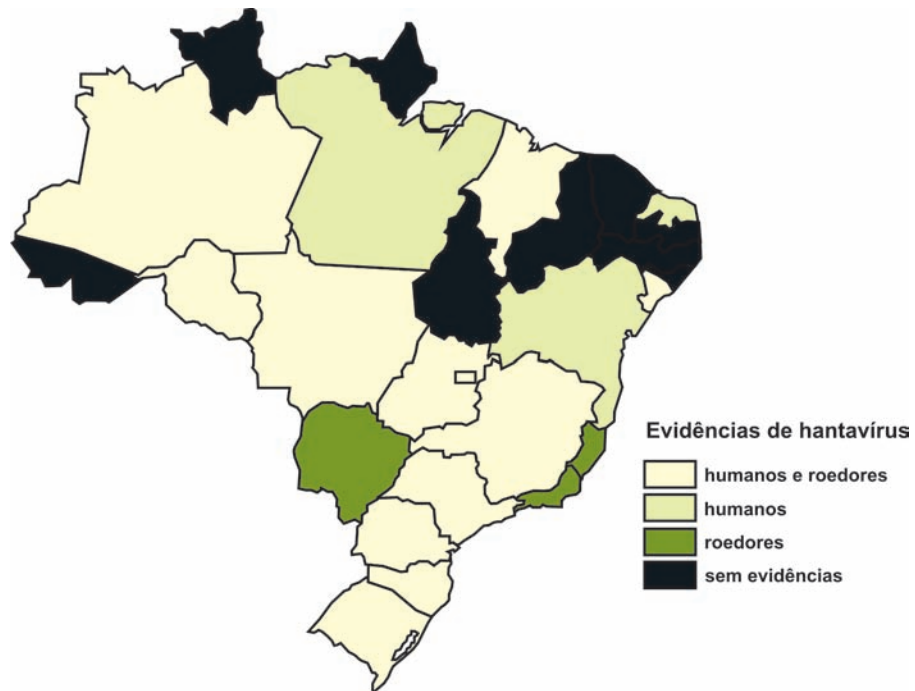 Evidências de hantavírus
humanos e roedores
humanos
roedores
sem evidências